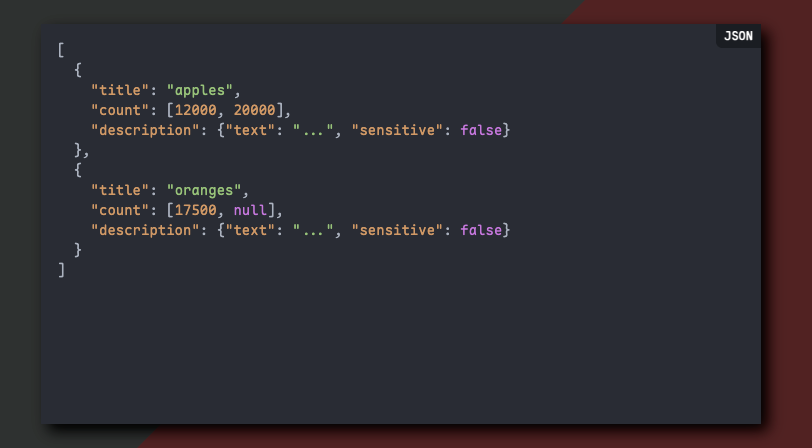 JSON
[
  {
    "title": "apples",
    "count": [12000, 20000],
    "description": {"text": "...", "sensitive": false}
  },
  {
    "title": "oranges",
    "count": [17500, null],
    "description": {"text": "...", "sensitive": false}
  }
]